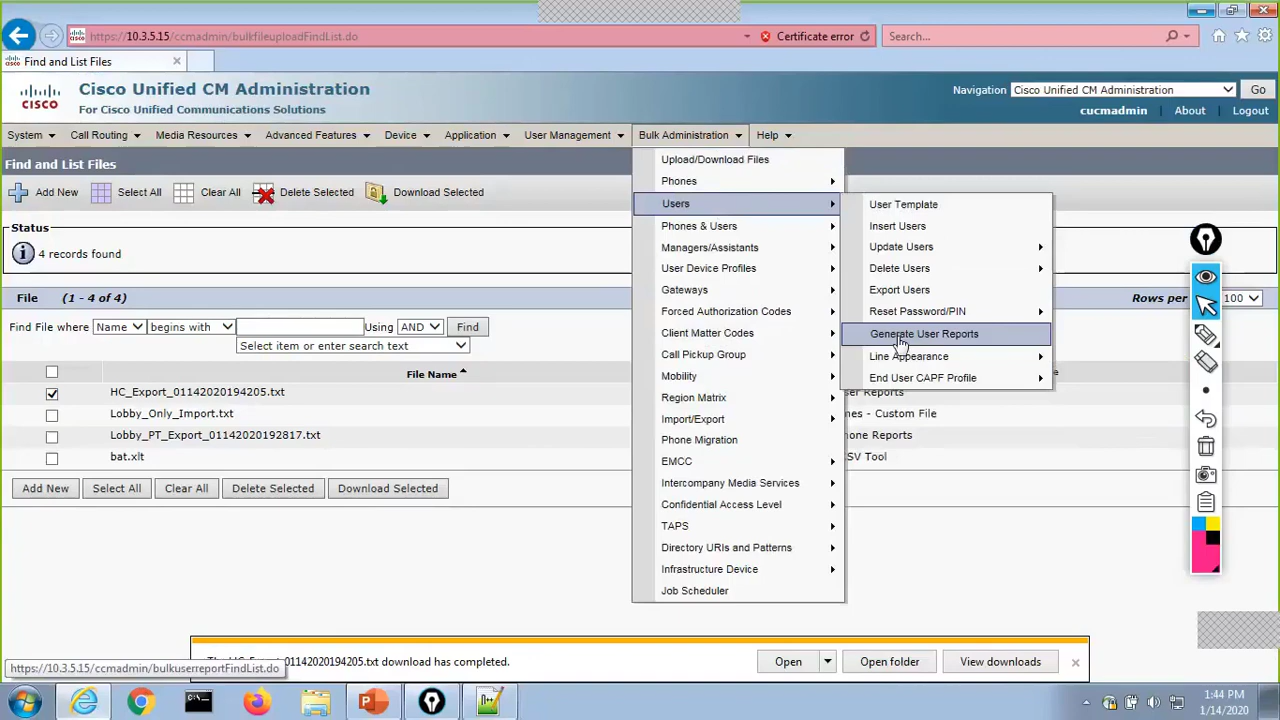 https://10.3.5.15/ccmadmin/bulkfileuploadFindList.do
Certificate error
Search...
Find and List Files
CISCO
Cisco Unified CM Administration
For Cisco Unified Communications Solutions
Navigation Cisco Unified CM Administration Go
cucmadmin About Logout
System Call Routing Media Resources Advanced Features Device Application User Management Bulk Administration Help
Find and List Files
Add New Select All Clear All Delete Selected Download Selected
Status
4 records found
File (1 - 4 of 4)
Rows per 100
Find File where Name begins with Using AND Find
Select item or enter search text
File Name
HC_Export_01142020194205.txt
Lobby_Only_Import.txt
Lobby_PT_Export_01142020192817.txt
bat.xlt
Add New Select All Clear All Delete Selected Download Selected
Upload/Download Files
Phones
Users
Phones & Users
Managers/Assistants
User Device Profiles
Gateways
Forced Authorization Codes
Client Matter Codes
Call Pickup Group
Mobility
Region Matrix
Import/Export
Phone Migration
EMCC
Intercompany Media Services
Confidential Access Level
TAPS
Directory URIs and Patterns
Infrastructure Device
Job Scheduler
User Template
Insert Users
Update Users
Delete Users
Export Users
Reset Password/PIN
Generate User Reports
Line Appearance
End User CAPF Profile
Reports
mes - Custom File
one Reports
SV Tool
The HC_Export_01142020194205.txt download has completed.
Open Open folder View downloads
https://10.3.5.15/ccmadmin/bulkuserreportFindList.do
1:44 PM
1/14/2020